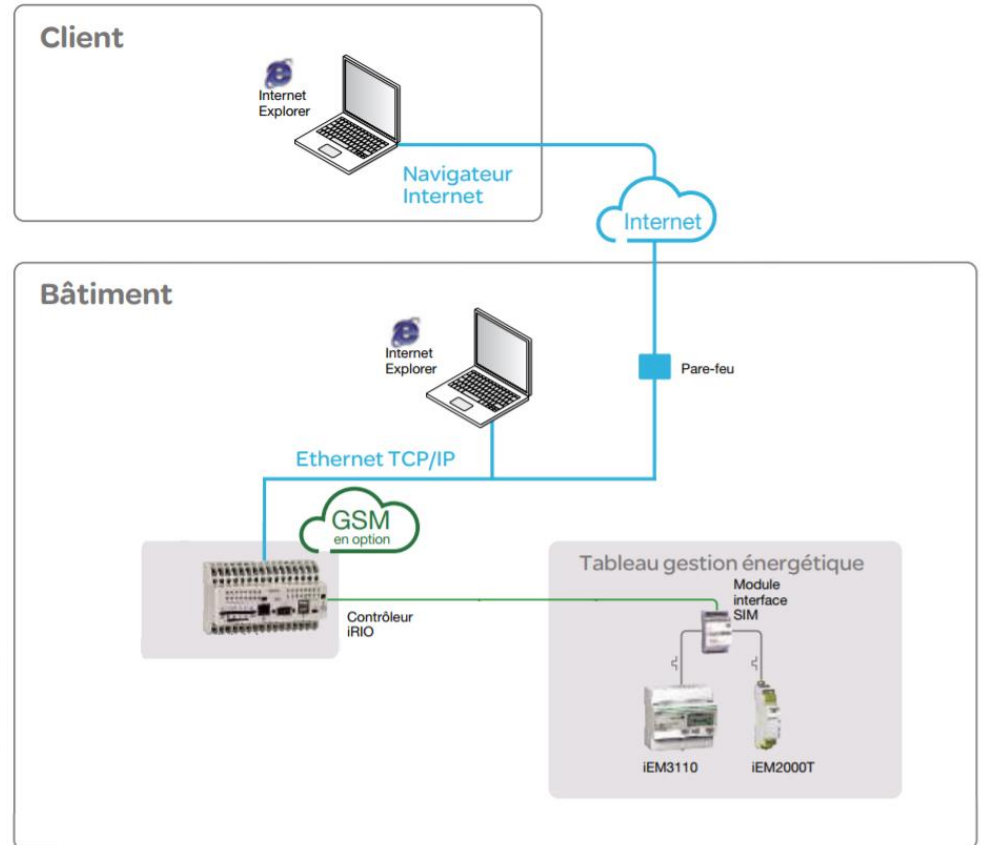 Client
Internet
Explorer
Navigateur
Internet
Internet
Bâtiment
Internet
Explorer
Pare-feu
Ethernet TCP/IP
GSM
en option
Tableau gestion énergétique
Module
interface
SIM
Contrôleur
iRIO
iEM3110
iEM2000T